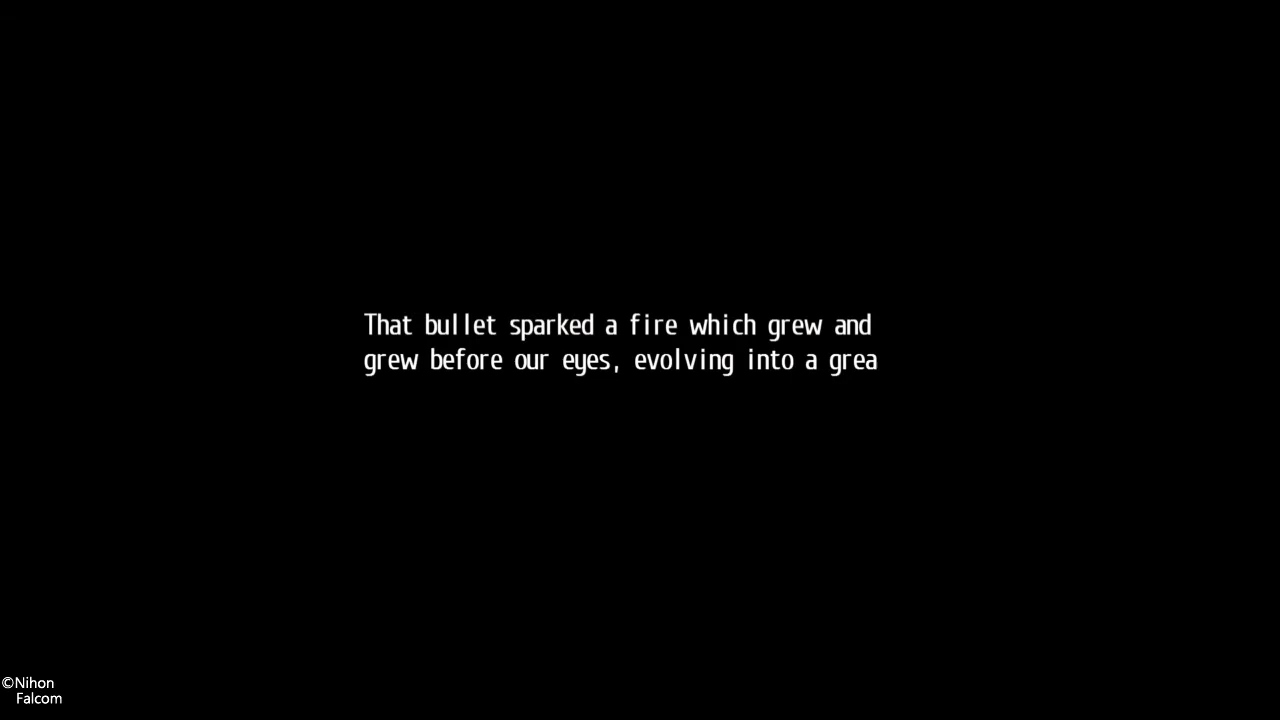 That bullet sparked a fire which grew and
grew before our eyes, evolving into a grea
©Nihon
Falcom